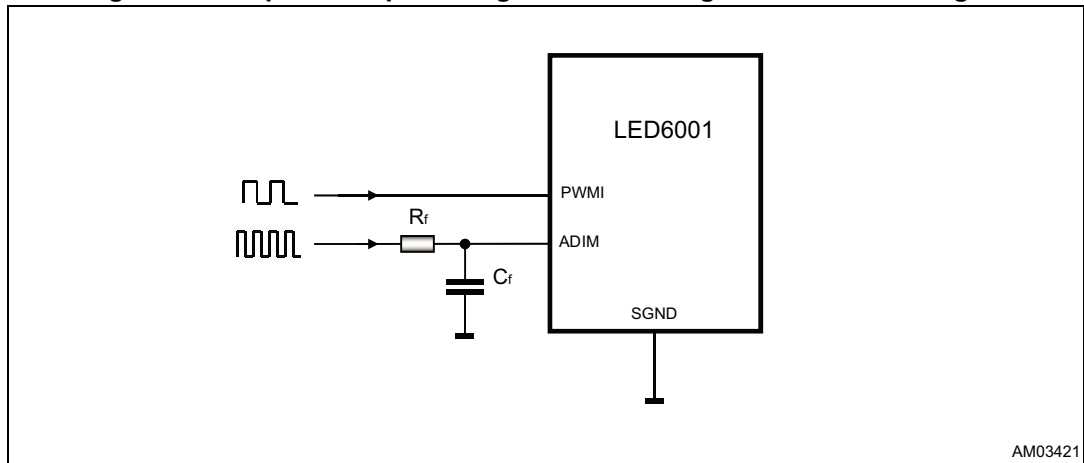 LED6001
PWMI
Rf
ADIM
Cf
SGND
AM03421